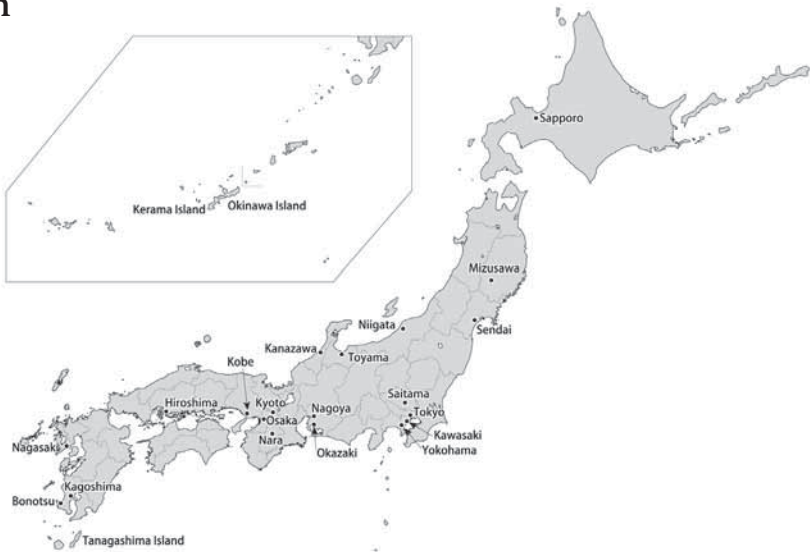 n
Sapporo
Kerama Island
Okinawa Island
Mizusawa
Niigata
Sendai
Kanazawa
Toyama
Kobe
Saitama
Hiroshima
Kyoto
Nagoya
Tokyo
Osaka
Kawasaki
Nara
Nagasaki
Okazaki
Yokohoma
Kagoshima
Bonotsu
Tanagashima Island